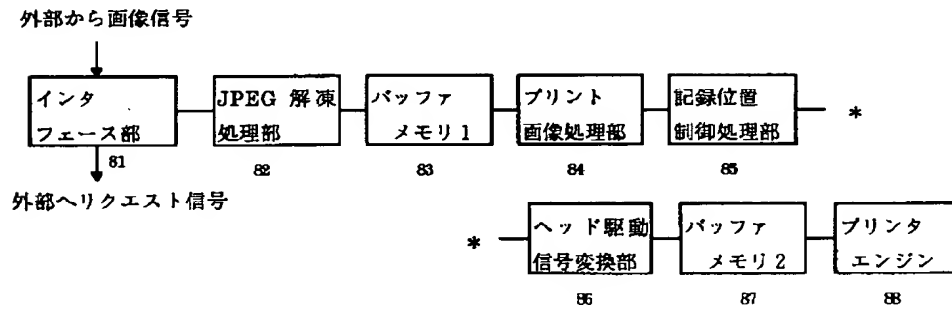 外部から画像信号
インタ
フェース部
81
JPEG 解凍
処理部
82
バッファ
メモリ1
83
プリント
画像処理部
84
記録位置
制御処理部
85
*
外部へリクエスト信号
*
ヘッド駆動
信号変換部
86
バッファ
メモリ2
87
プリンタ
エンジン
88